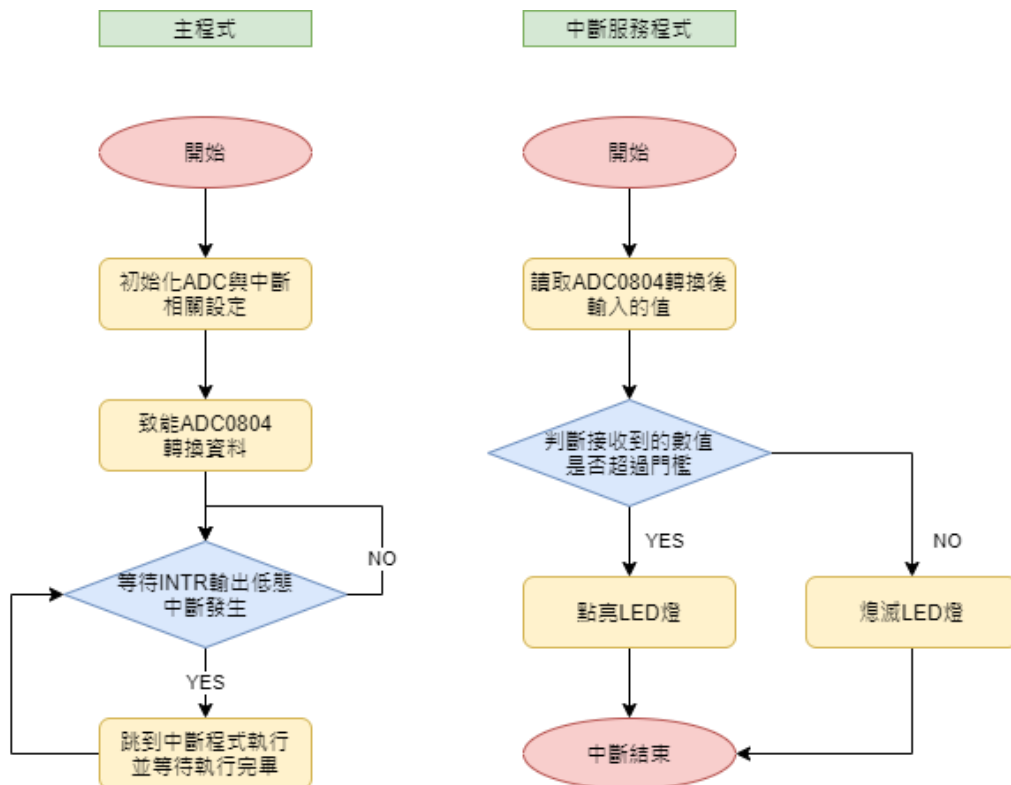 主程式
開始
初始化ADC與中斷
相關設定
致能ADC0804
轉換資料
等待INTR輸出低態
中斷發生
NO
YES
跳到中斷程式執行
並等待執行完畢
中斷服務程式
開始
讀取ADC0804轉換後
輸入的值
判斷接收到的數值
是否超過門檻
YES
NO
點亮LED燈
熄滅LED燈
中斷結束